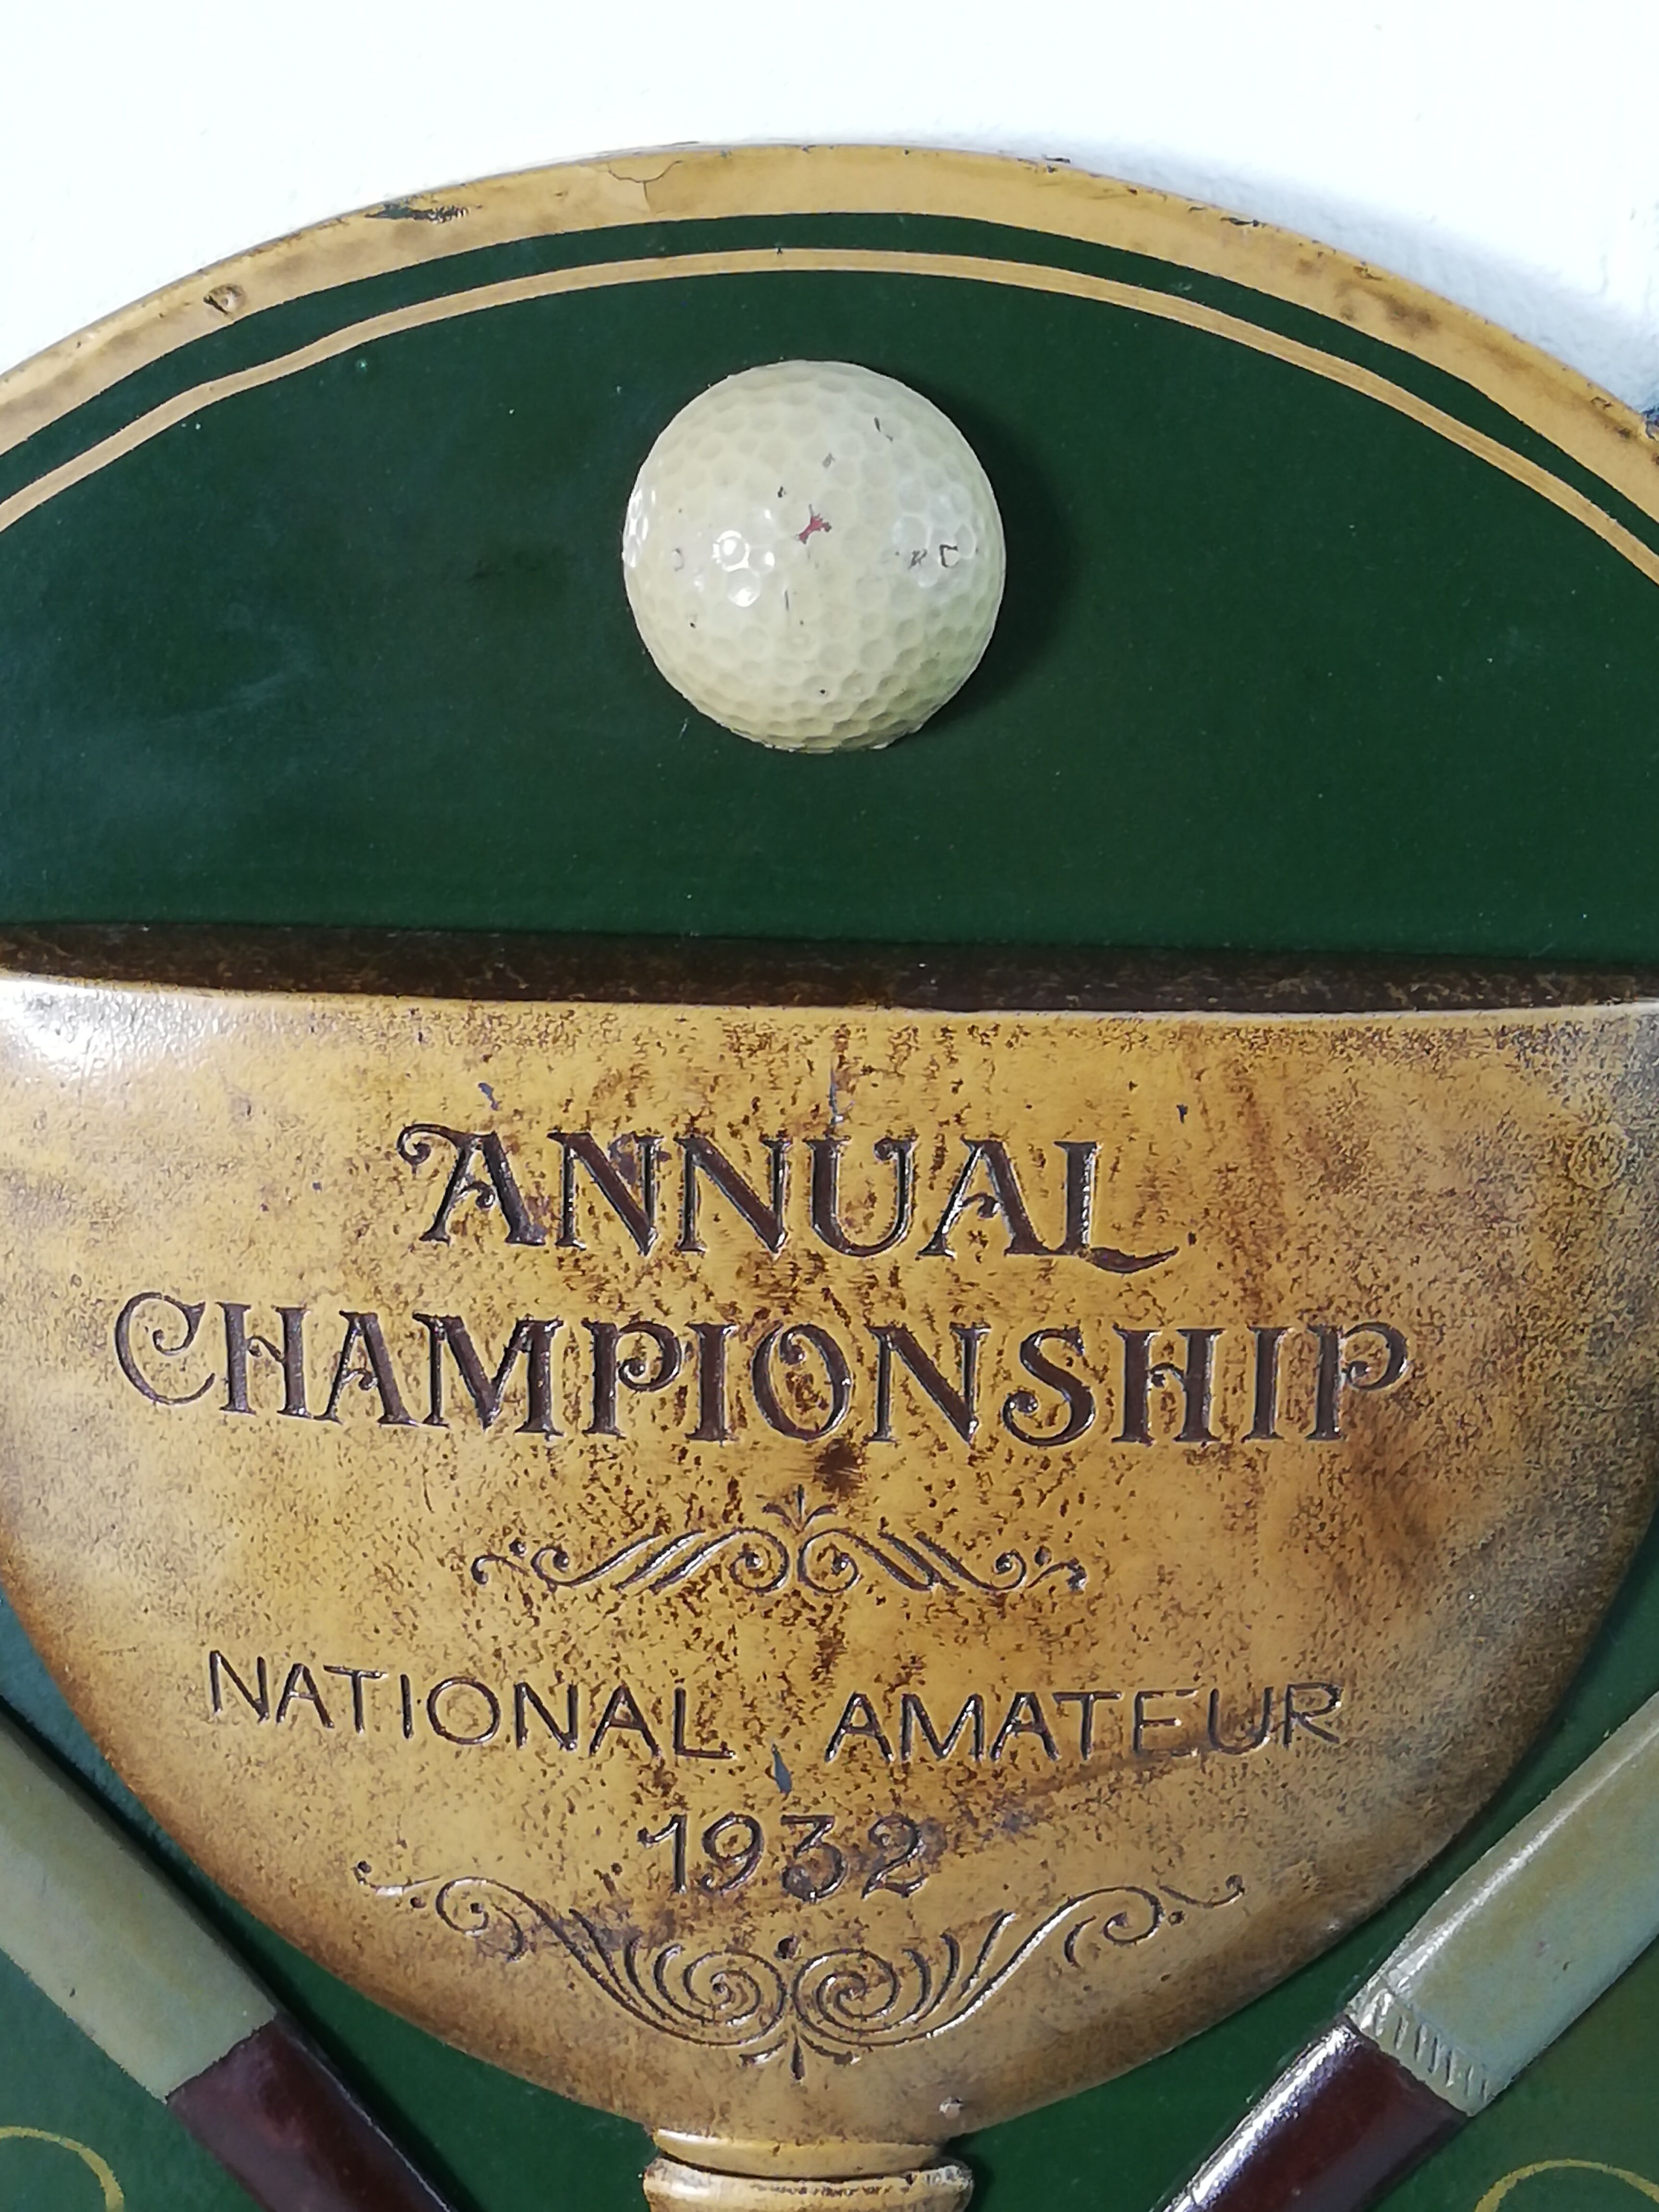 ANNUAL
CHAMPIONSHIP
NATIONAL AMATEUR
1932